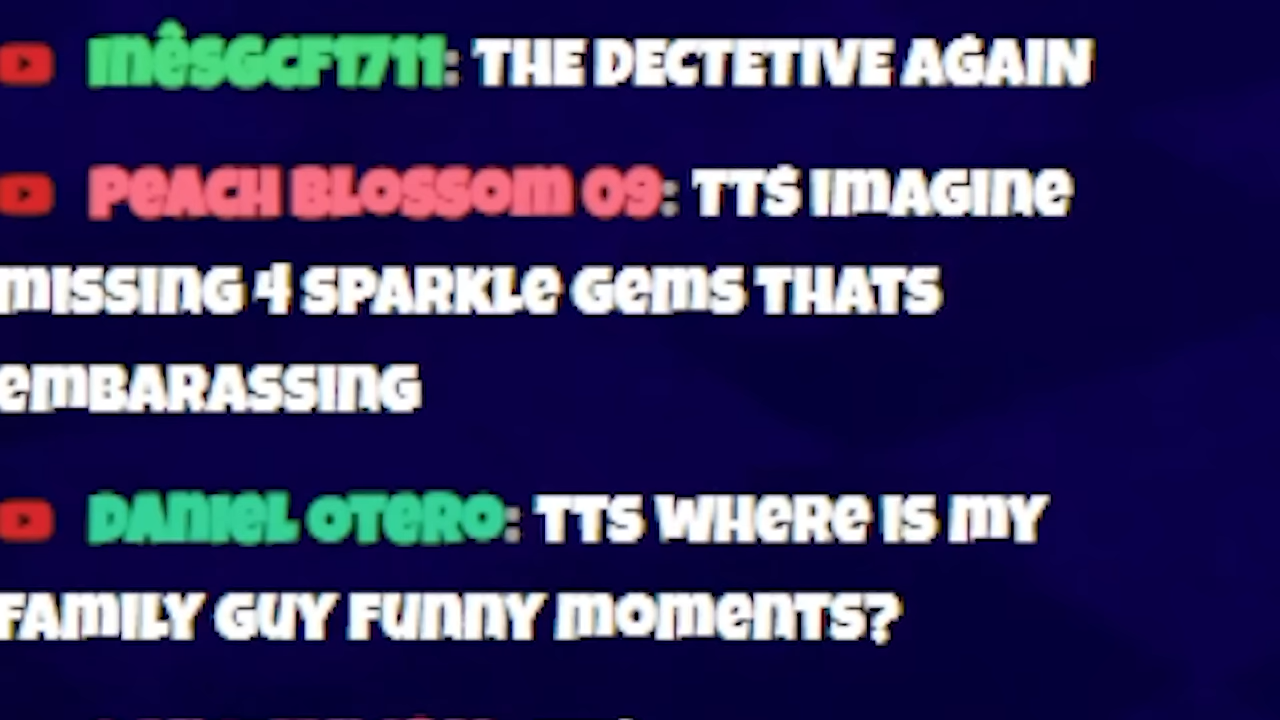 InêsGCF1711: THE DECTETIVE AGAIN
Peach Blossom 09: TTS imagine
missing 4 sparkle gems thats
embarassing
Daniel Otero: TTS where is my
family guy funny moments?